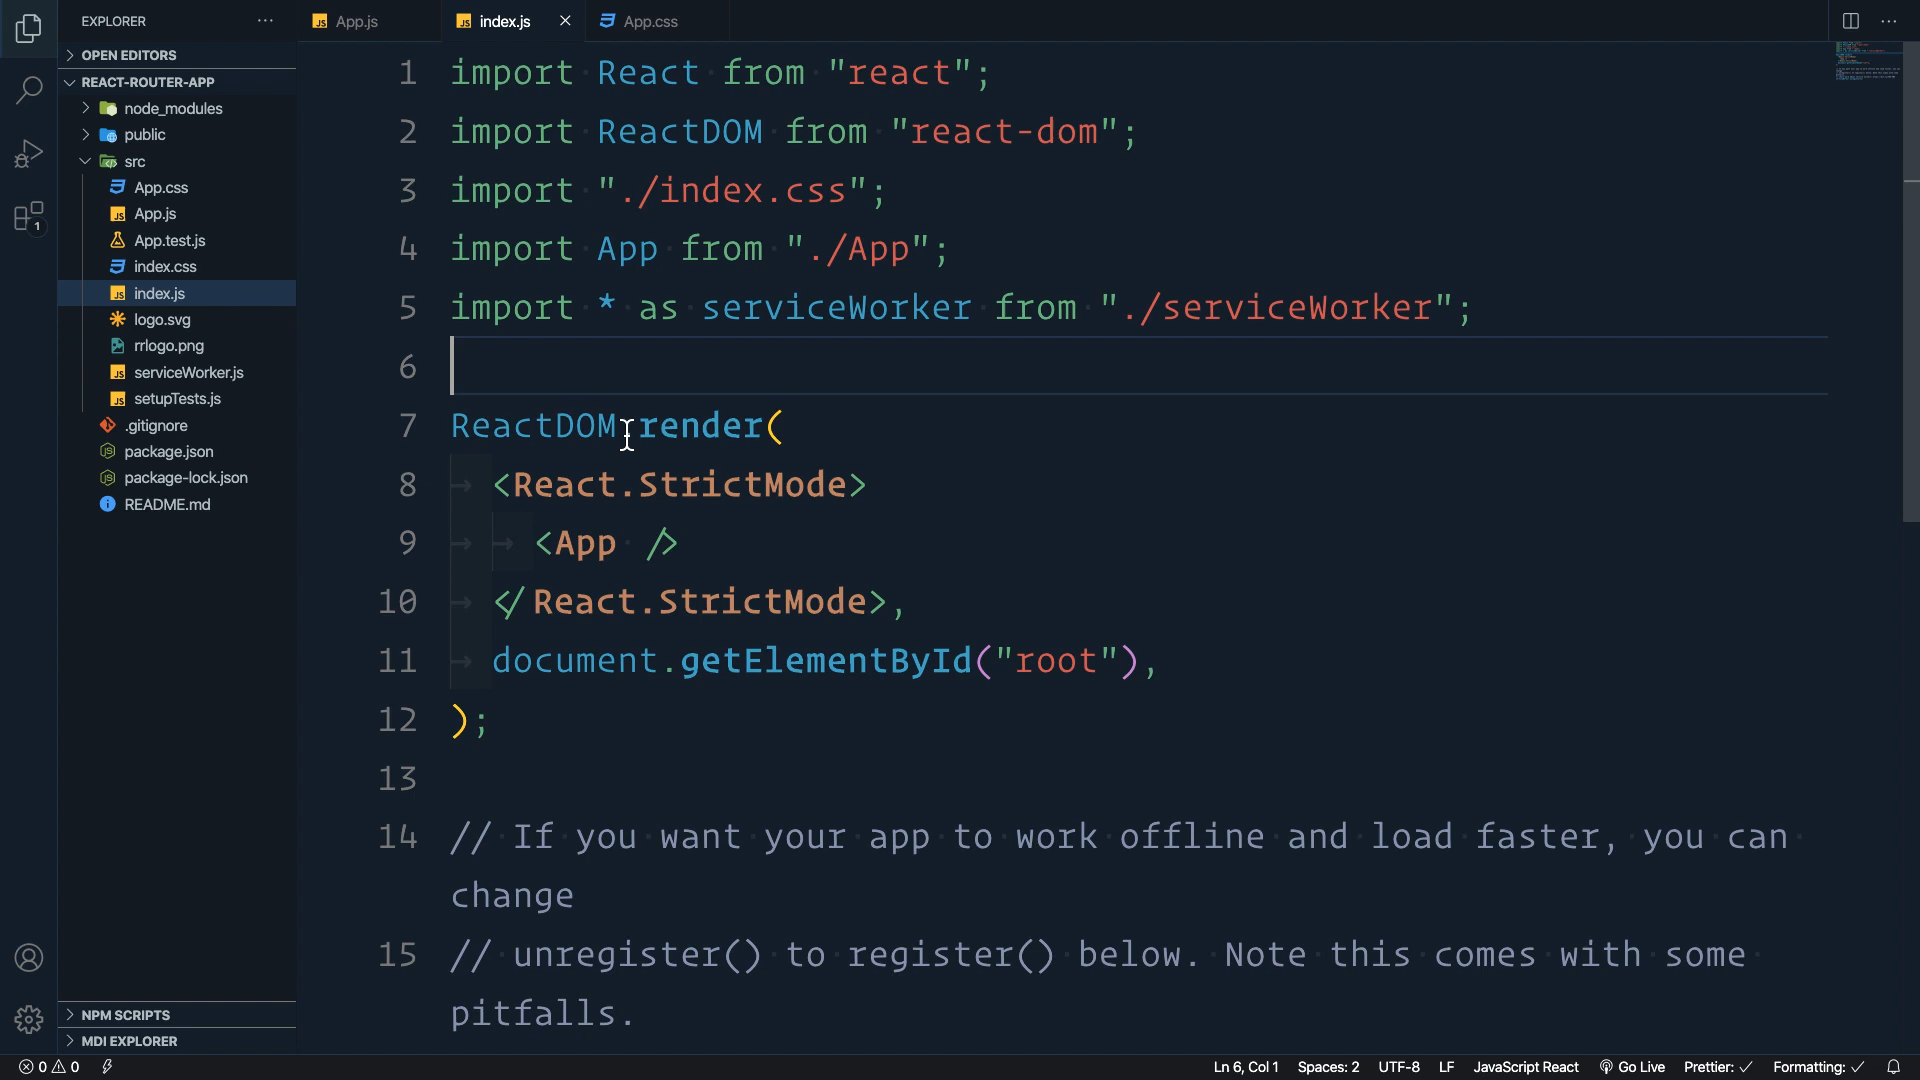 EXPLORER
App.js
index.js
App.css
OPEN EDITORS
REACT-ROUTER-APP
node_modules
public
src
App.css
App.js
App.test.js
index.css
index.js
logo.svg
rrlogo.png
serviceWorker.js
setupTests.js
.gitignore
package.json
package-lock.json
README.md
NPM SCRIPTS
MDI EXPLORER
1
1 import React from "react";
2 import ReactDOM from "react-dom";
3 import "./index.css";
4 import App from "./App";
5 import * as serviceWorker from "./serviceWorker";
6
7 ReactDOM.render(
8 <React.StrictMode>
9 <App />
10 </React.StrictMode>,
11 document.getElementById("root"),
12 );
13
14 // If you want your app to work offline and load faster, you can
change
15 // unregister() to register() below. Note this comes with some
pitfalls.
0 0
Ln 6, Col 1
Spaces: 2
UTF-8
LF
JavaScript React
Go Live
Prettier: ✓
Formatting: ✓